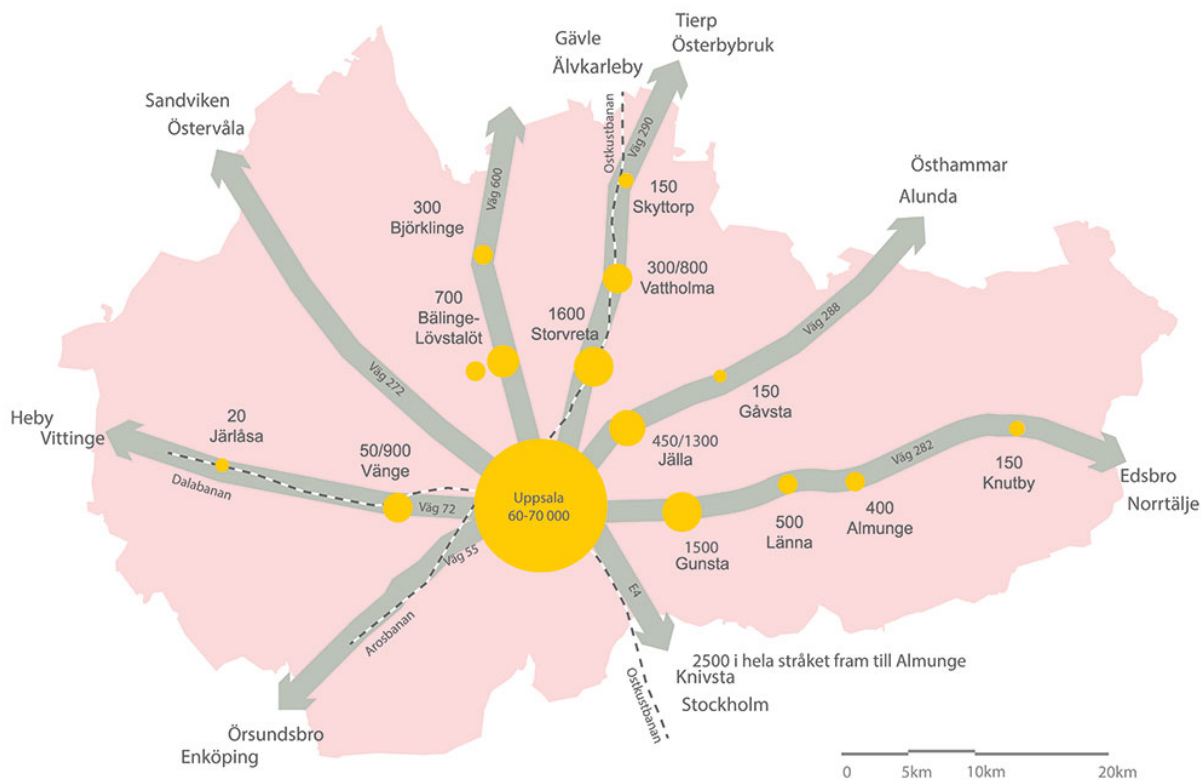 Tierp
Österbybruk
Gävle
Älvkarleby
Sandviken
Östervåla
Ostkustbanan
Väg 290
Väg 600
Östhammar
Alunda
150
Skyttorp
300
Björklinge
300/800
Vattholma
700
Bälinge-
Lövstalöt
1600
Storvreta
Väg 288
Väg 272
150
Gåvsta
Heby
Vittinge
20
Järlåsa
50/900
Vänge
450/1300
Jälla
Väg 282
150
Knutby
Edsbro
Norrtälje
Dalabanan
Väg 72
Uppsala
60-70 000
500
Länna
400
Almunge
1500
Gunsta
Väg 55
E4
Arosbanan
2500 i hela stråket fram till Almunge
Knivsta
Stockholm
Ostkustbanan
Örsundsbro
Enköping
0 5km 10km 20km